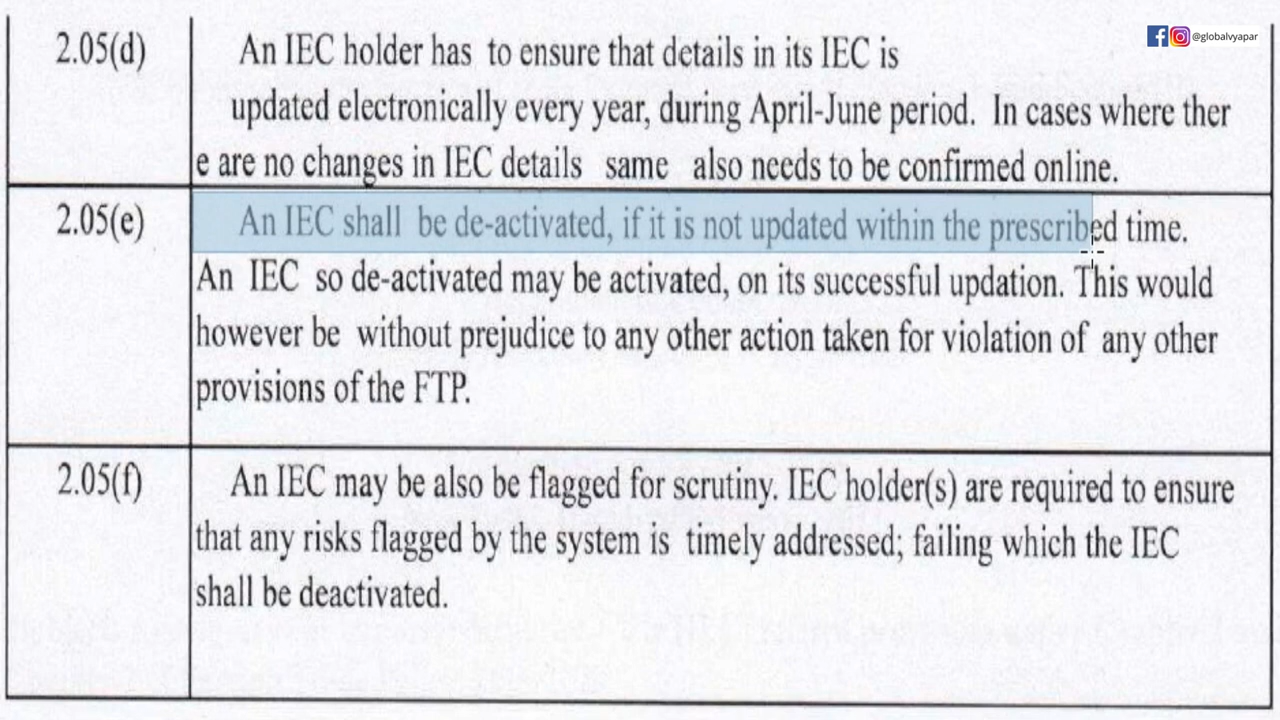 @globalvyapar
2.05(d)
An IEC holder has to ensure that details in its IEC is
updated electronically every year, during April-June period. In cases where ther
e are no changes in IEC details same also needs to be confirmed online.
2.05(e)
An IEC shall be de-activated, if it is not updated within the prescribed time.
An IEC so de-activated may be activated, on its successful updation. This would
however be without prejudice to any other action taken for violation of any other
provisions of the FTP.
2.05(f)
An IEC may be also be flagged for scrutiny. IEC holder(s) are required to ensure
that any risks flagged by the system is timely addressed; failing which the IEC
shall be deactivated.